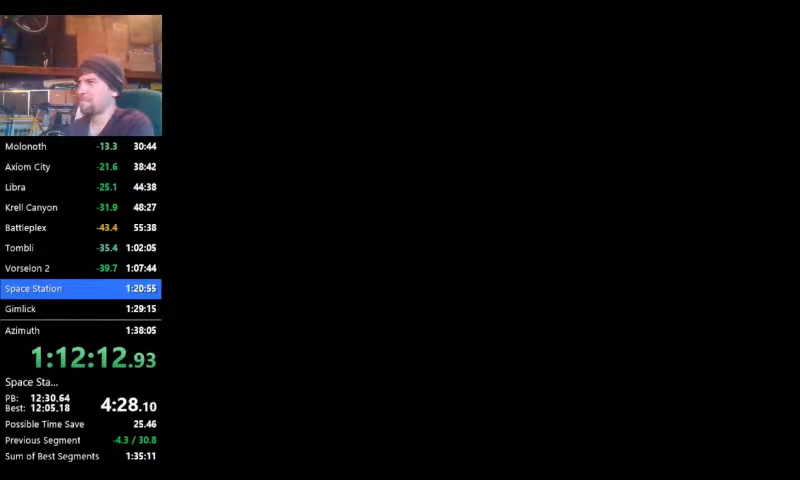 Molonoth -13.3 30:44
Axiom City -21.6 38:42
Libra -25.1 44:38
Krell Canyon -31.9 48:27
Battleplex -43.4 55:38
Tombli -35.4 1:02:05
Vorselon 2 -39.7 1:07:44
Space Station 1:20:55
Gimlick 1:29:15
Azimuth 1:38:05
1:12:12.93
Space Sta...
PB: 12:30.64
Best: 12:05.18 4:28.10
Possible Time Save 25.46
Previous Segment -4.3 / 30.8
Sum of Best Segments 1:35:11